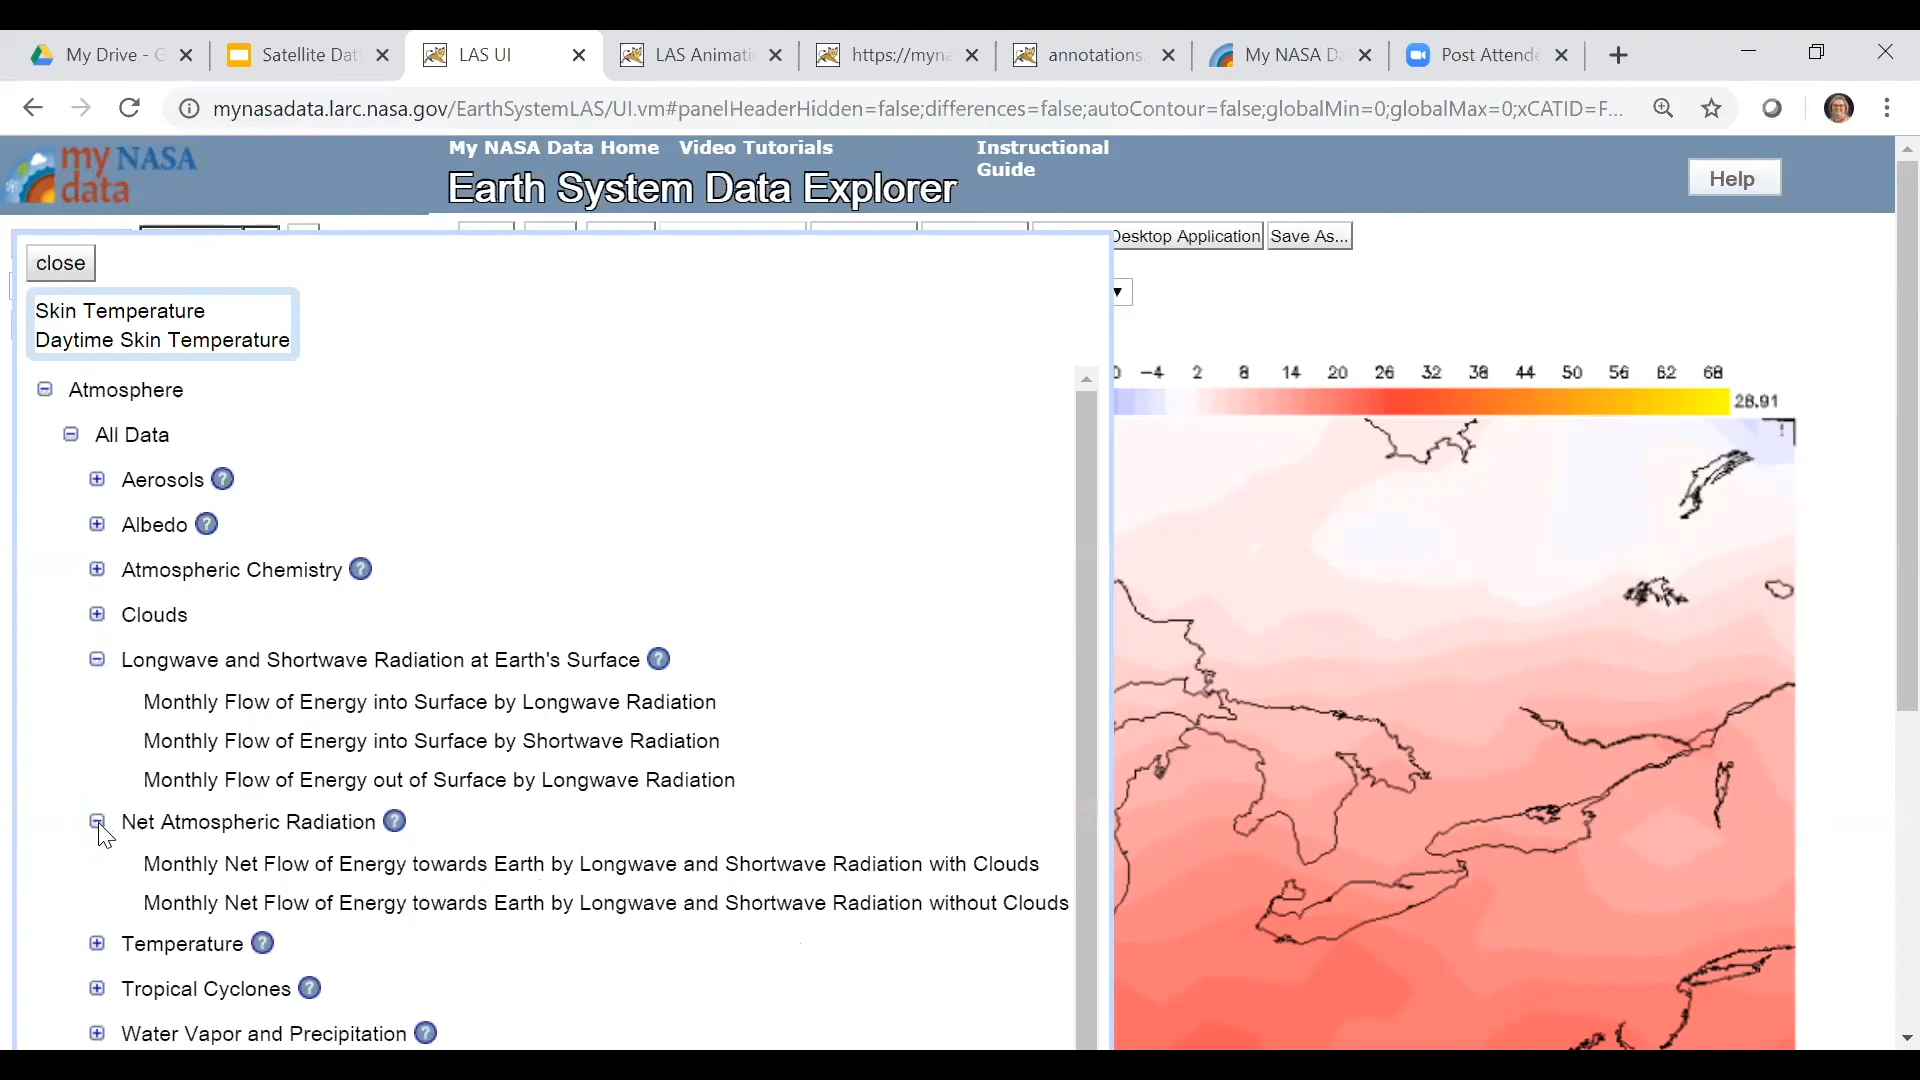 My Drive - G
Satellite Dat
LAS UI
LAS Animati
https://myna
annotations.
My NASA Da
Post Attende
mynasadata.larc.nasa.gov/EarthSystemLAS/UI.vm#panelHeaderHidden=false;differences=false;autoContour=false;globalMin=0;globalMax=0;xCATID=F...
my NASA
data
My NASA Data Home
Video Tutorials
Instructional
Guide
Earth System Data Explorer
Help
Desktop Application
Save As...
close
Skin Temperature
Daytime Skin Temperature
Atmosphere
All Data
Aerosols ?
Albedo ?
Atmospheric Chemistry ?
Clouds
Longwave and Shortwave Radiation at Earth's Surface ?
Monthly Flow of Energy into Surface by Longwave Radiation
Monthly Flow of Energy into Surface by Shortwave Radiation
Monthly Flow of Energy out of Surface by Longwave Radiation
Net Atmospheric Radiation ?
Monthly Net Flow of Energy towards Earth by Longwave and Shortwave Radiation with Clouds
Monthly Net Flow of Energy towards Earth by Longwave and Shortwave Radiation without Clouds
Temperature ?
Tropical Cyclones ?
Water Vapor and Precipitation ?
-4 2 8 14 20 26 32 38 44 50 56 62 68
28.91